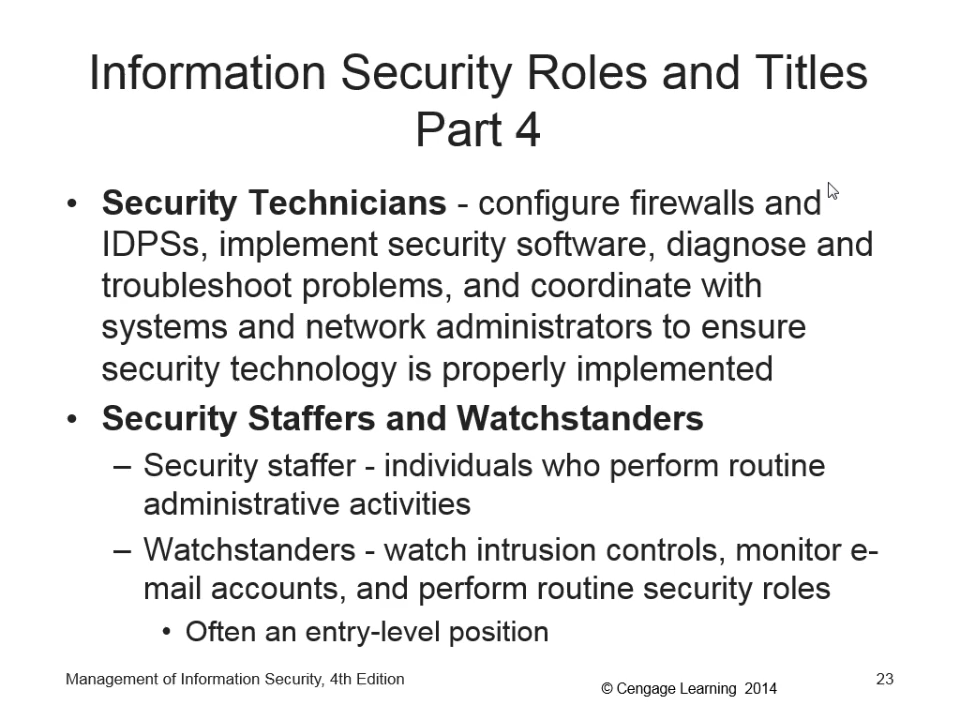 Information Security Roles and Titles
Part 4
• Security Technicians - configure firewalls and
IDPSs, implement security software, diagnose and
troubleshoot problems, and coordinate with
systems and network administrators to ensure
security technology is properly implemented
• Security Staffers and Watchstanders
– Security staffer - individuals who perform routine
administrative activities
– Watchstanders - watch intrusion controls, monitor e-
mail accounts, and perform routine security roles
• Often an entry-level position
Management of Information Security, 4th Edition
© Cengage Learning 2014
23